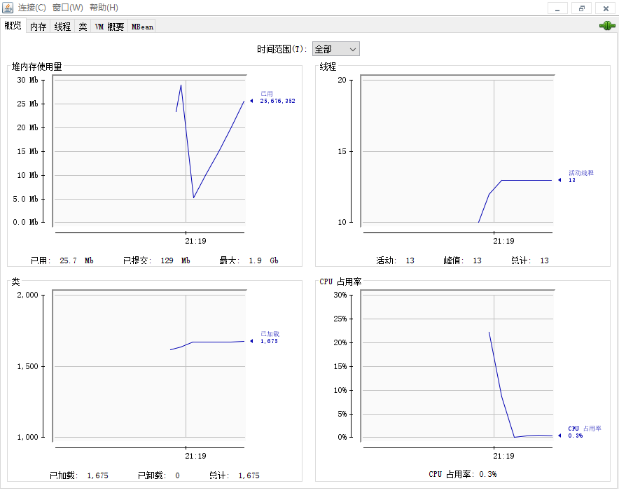 连接(C) 窗口(W) 帮助(H)
概览 内存 线程 类 VM 概要 MBean
时间范围(T): 全部
堆内存使用量
30 Mb
25 Mb
20 Mb
15 Mb
10 Mb
5.0 Mb
0.0 Mb
已用
25,676,352
21:19
已用: 25.7 Mb 已提交: 129 Mb 最大: 1.9 Gb
线程
20
15
10
活动线程
13
21:19
活动: 13 峰值: 13 总计: 13
类
2,000
1,500
1,000
已加载
1,675
21:19
已加载: 1,675 已卸载: 0 总计: 1,675
CPU 占用率
30%
25%
20%
15%
10%
5%
0%
CPU 占用率
0.3%
21:19
CPU 占用率: 0.3%